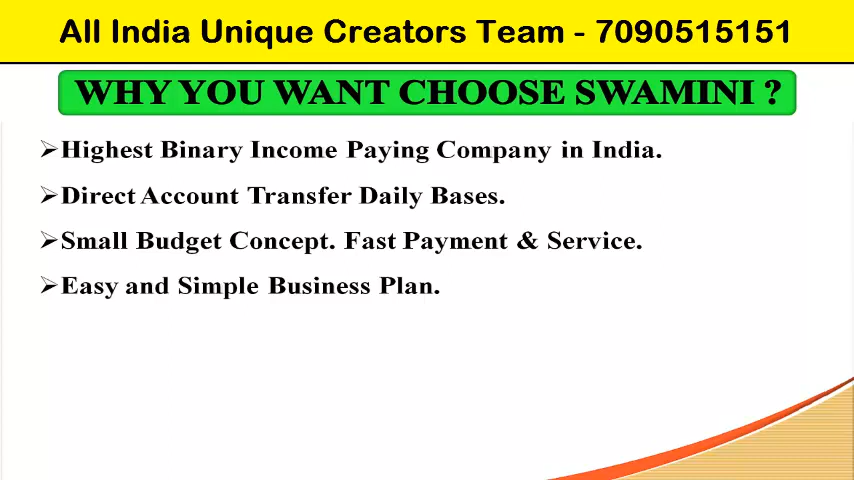 All India Unique Creators Team - 7090515151
WHY YOU WANT CHOOSE SWAMINI ?
➢Highest Binary Income Paying Company in India.
➢Direct Account Transfer Daily Bases.
➢Small Budget Concept. Fast Payment & Service.
➢Easy and Simple Business Plan.